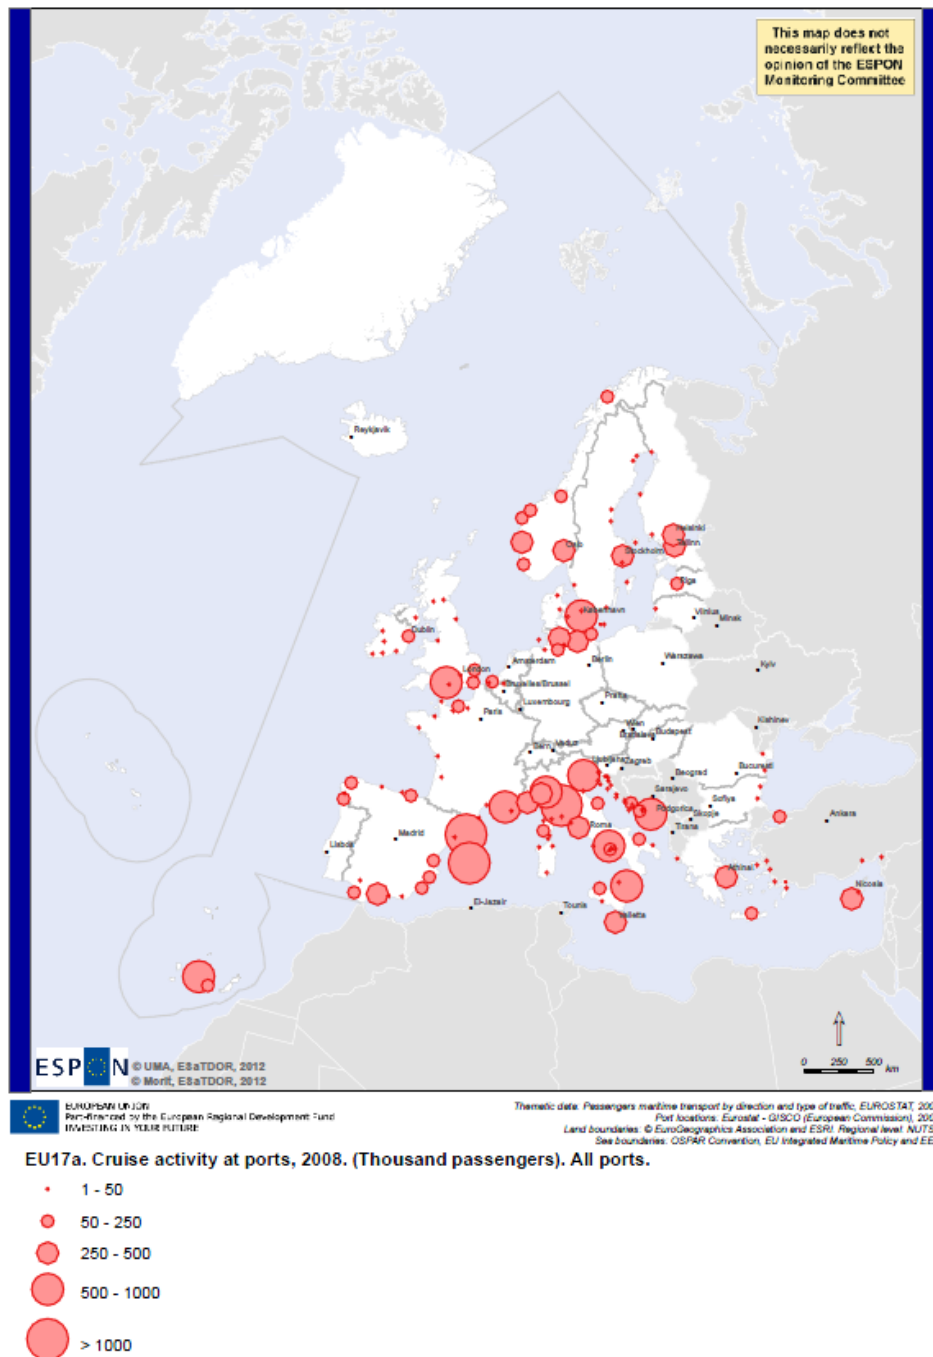 This map does not
necessarily reflect the
opinion of the ESPON
Monitoring Committee
Reykjavik
Helsinki
Tallinn
Oslo
Stockholm
Riga
København
Vilnius
Minsk
Dublin
London
Amsterdam
Berlin
Warszawa
Kyiv
Bruxelles/Brussel
Luxembourg
Praha
Paris
Kishinev
Wien
Bratislava
Budapest
Bern
Vaduz
Ljubljana
Zagreb
Bucuresti
Beograd
Sarajevo
Sofiya
Podgorica
Skopje
Ankara
Roma
Tirana
Madrid
Lisboa
Athinai
Nicosia
El-Jazair
Tounis
Valletta
0 250 500
km
ESPON © UMA, ESaTDOR, 2012
© Morit, ESaTDOR, 2012
EUROPEAN UNION
Part-financed by the European Regional Development Fund
INVESTING IN YOUR FUTURE
Thematic data: Passengers maritime transport by direction and type of traffic, EUROSTAT, 200
Port locations: Eurostat - GISCO (European Commission), 200
Land boundaries: © EuroGeographics Association and ESRI. Regional level: NUTS
Sea boundaries: OSPAR Convention, EU Integrated Maritime Policy and EE
EU17a. Cruise activity at ports, 2008. (Thousand passengers). All ports.
1 - 50
50 - 250
250 - 500
500 - 1000
> 1000